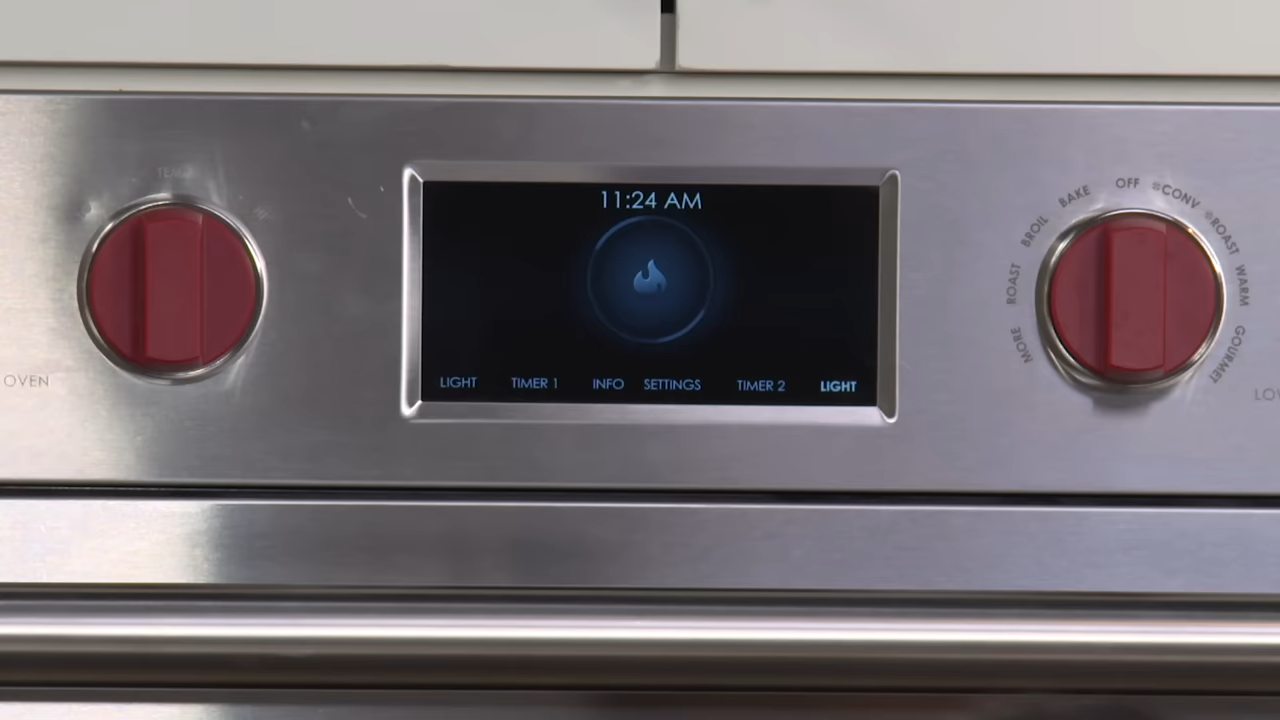 11:24 AM
LIGHT TIMER 1 INFO SETTINGS TIMER 2 LIGHT
OVEN
MORE ROAST BROIL BAKE OFF CONV ROAST WARM GOURMET